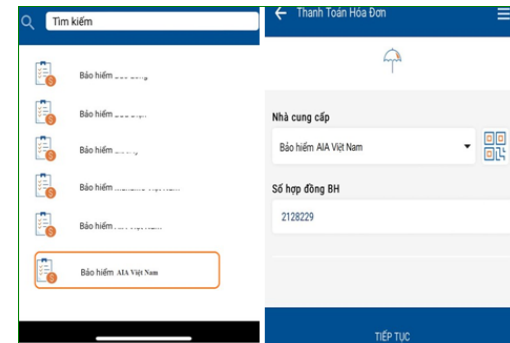 Tìm kiếm
Bảo hiểm
Bảo hiểm
Bảo hiểm
Bảo hiểm
Bảo hiểm
Bảo hiểm AIA Việt Nam
Thanh Toán Hóa Đơn
Nhà cung cấp
Bảo hiểm AIA Việt Nam
Số hợp đồng BH
2128229
TIẾP TỤC